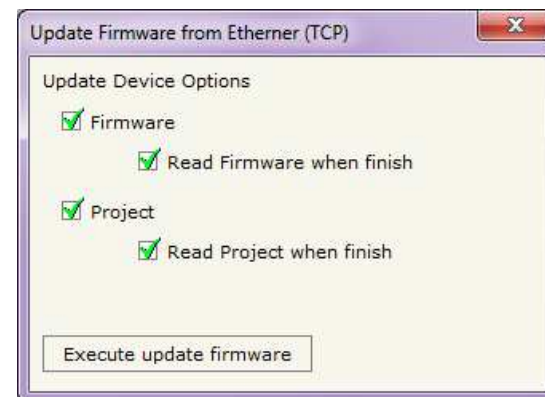 Update Firmware from Etherner (TCP)
Update Device Options
Firmware
Read Firmware when finish
Project
Read Project when finish
Execute update firmware